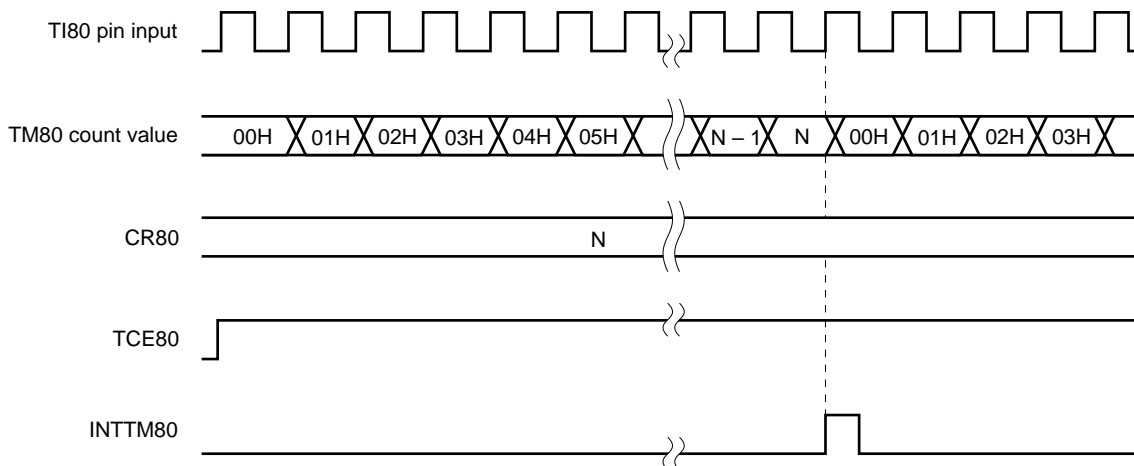 TI80 pin input
TM80 count value 00H 01H 02H 03H 04H 05H N – 1 N 00H 01H 02H 03H
CR80 N
TCE80
INTTM80